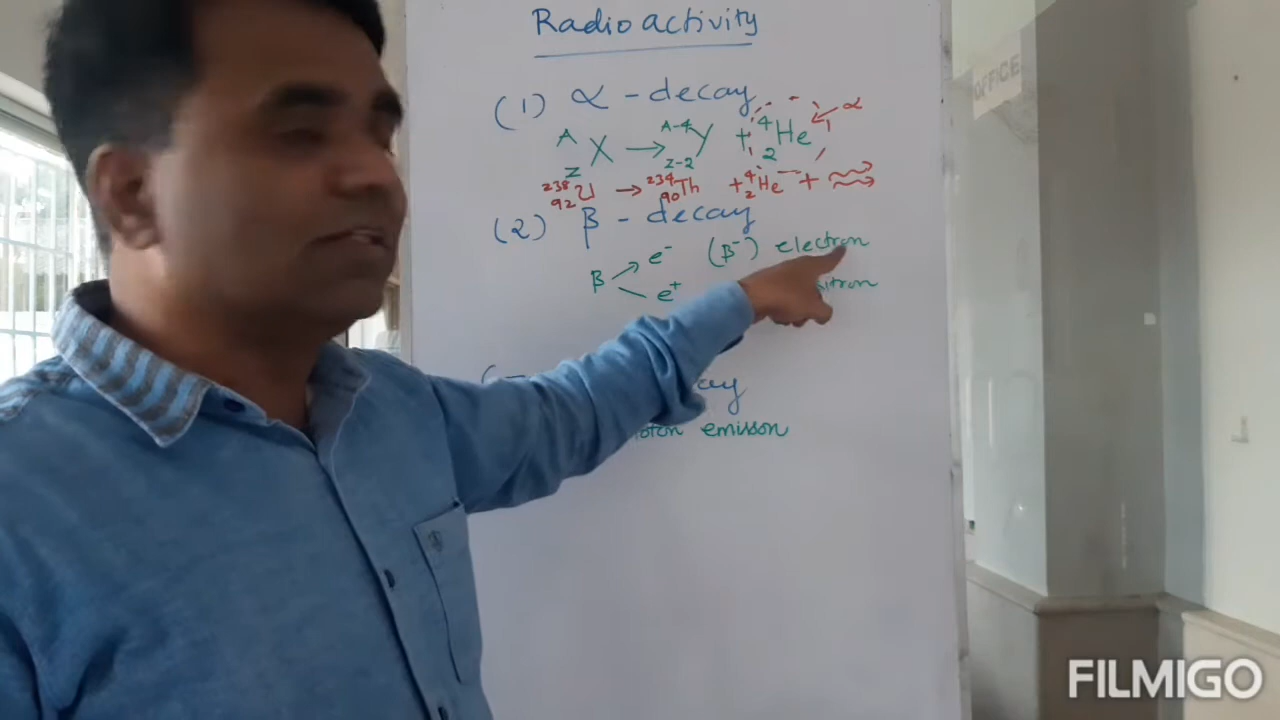 Radioactivity
(1) α - decay
A Z X → A-4 Z-2 Y + 4 2 He ← α
238 92 U → 234 90 Th + 4 2 He +
(2) β - decay
β e⁻ (β⁻) electron
e⁺
emisson
OFFICE
FILMIGO